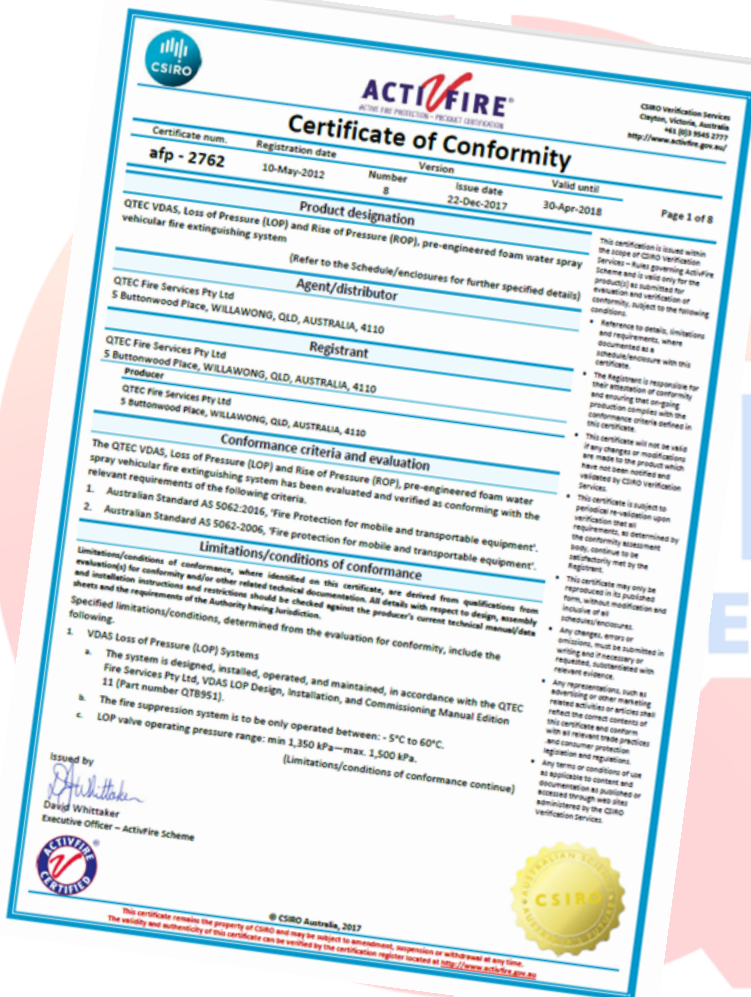 CSIRO
ACTIVFIRE®
ACTIVE FIRE PROTECTION – PRODUCT CERTIFICATION
CSIRO Verification Services
Clayton, Victoria, Australia
+61 (0)3 9545 2777
http://www.activfire.gov.au/
Certificate of Conformity
Certificate num.
afp - 2762
Registration date
10-May-2012
Version
Number
8
Issue date
22-Dec-2017
Valid until
30-Apr-2018
Page 1 of 8
Product designation
QTEC VDAS, Loss of Pressure (LOP) and Rise of Pressure (ROP), pre-engineered foam water spray
vehicular fire extinguishing system
(Refer to the Schedule/enclosures for further specified details)
Agent/distributor
QTEC Fire Services Pty Ltd
5 Buttonwood Place, WILLAWONG, QLD, AUSTRALIA, 4110
Registrant
QTEC Fire Services Pty Ltd
5 Buttonwood Place, WILLAWONG, QLD, AUSTRALIA, 4110
Producer
QTEC Fire Services Pty Ltd
5 Buttonwood Place, WILLAWONG, QLD, AUSTRALIA, 4110
Conformance criteria and evaluation
The QTEC VDAS, Loss of Pressure (LOP) and Rise of Pressure (ROP), pre-engineered foam water
spray vehicular fire extinguishing system has been evaluated and verified as conforming with the
relevant requirements of the following criteria.
1. Australian Standard AS 5062:2016, 'Fire Protection for mobile and transportable equipment'.
2. Australian Standard AS 5062-2006, 'Fire protection for mobile and transportable equipment'.
Limitations/conditions of conformance
Limitations/conditions of conformance, where identified on this certificate, are derived from qualifications from
evaluation(s) for conformity and/or other related technical documentation. All details with respect to design, assembly
and installation instructions and restrictions should be checked against the producer's current technical manual/data
sheets and the requirements of the Authority having Jurisdiction.
Specified limitations/conditions, determined from the evaluation for conformity, include the
following.
1. VDAS Loss of Pressure (LOP) Systems
a. The system is designed, installed, operated, and maintained, in accordance with the QTEC
Fire Services Pty Ltd, VDAS LOP Design, Installation, and Commissioning Manual Edition
11 (Part number QTB951).
b. The fire suppression system is to be only operated between: - 5°C to 60°C.
c. LOP valve operating pressure range: min 1,350 kPa—max. 1,500 kPa.
(Limitations/conditions of conformance continue)
This certification is issued within
the scope of CSIRO Verification
Services – Rules governing ActivFire
Scheme and is valid only for the
product(s) as submitted for
evaluation and verification of
conformity, subject to the following
conditions.
• Reference to details, limitations
and requirements, where
documented as a
schedule/enclosure with this
certificate.
• The Registrant is responsible for
their attestation of conformity
and ensuring that on-going
production complies with the
conformance criteria defined in
this certificate.
• This certificate will not be valid
if any changes or modifications
are made to the product which
have not been notified and
validated by CSIRO Verification
Services.
• This certificate is subject to
periodical re-validation upon
verification that all
requirements, as determined by
the conformity assessment
body, continue to be
satisfactorily met by the
Registrant.
• This certificate may only be
reproduced in its published
form, without modification and
inclusive of all
schedules/enclosures.
• Any changes, errors or
omissions, must be submitted in
writing and if necessary or
requested, substantiated with
relevant evidence.
• Any representations, such as
advertising or other marketing
related activities or articles shall
reflect the correct contents of
this certificate and conform
with all relevant trade practices
and consumer protection
legislation and regulations.
• Any terms or conditions of use
as applicable to content and
documentation as published or
accessed through web sites
administered by the CSIRO
Verification Services.
Issued by
DJWhittaker
David Whittaker
Executive Officer – ActivFire Scheme
ACTIVFIRE
CERTIFIED
CSIRO
© CSIRO Australia, 2017
This certificate remains the property of CSIRO and may be subject to amendment, suspension or withdrawal at any time.
The validity and authenticity of this certificate can be verified by the certification register located at http://www.activfire.gov.au
E